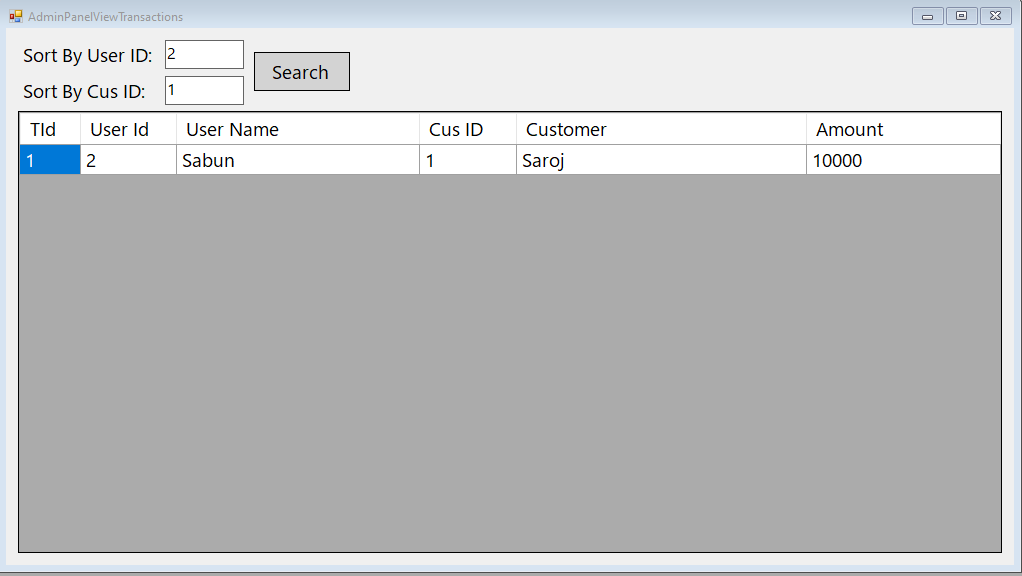 AdminPanelViewTransactions
Sort By User ID: 2
Search
Sort By Cus ID: 1
TId User Id User Name Cus ID Customer Amount
1 2 Sabun 1 Saroj 10000